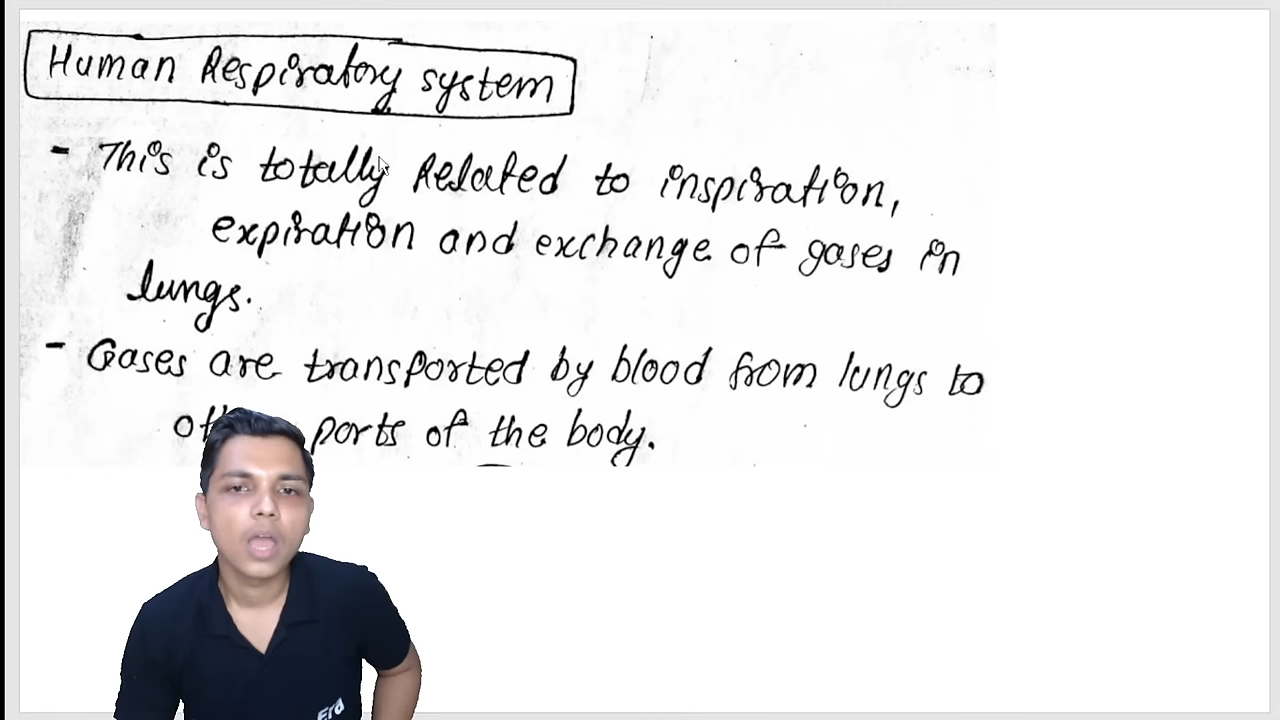 Human Respiratory system
- This is totally Related to inspiration,
expiration and exchange of gases in
lungs.
- Gases are transported by blood from lungs to
parts of the body.
Era